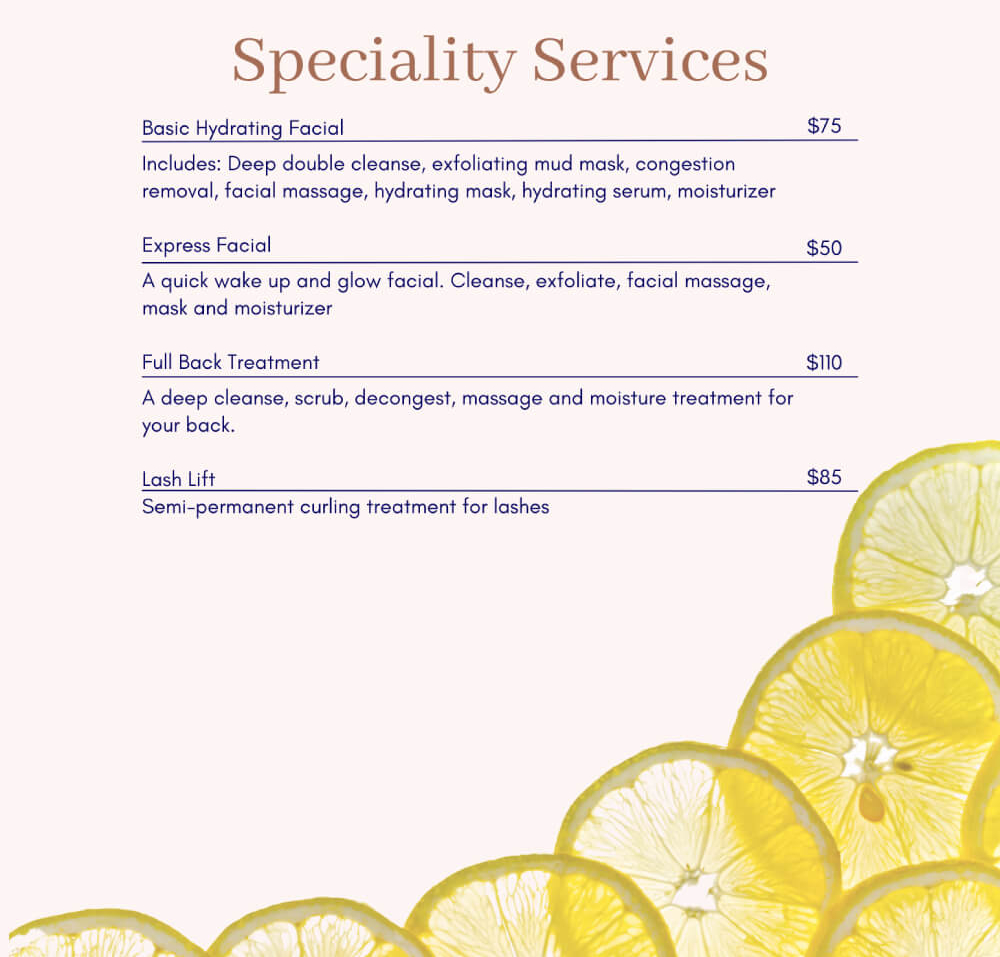 Speciality Services
Basic Hydrating Facial $75
Includes: Deep double cleanse, exfoliating mud mask, congestion
removal, facial massage, hydrating mask, hydrating serum, moisturizer
Express Facial $50
A quick wake up and glow facial. Cleanse, exfoliate, facial massage,
mask and moisturizer
Full Back Treatment $110
A deep cleanse, scrub, decongest, massage and moisture treatment for
your back.
Lash Lift $85
Semi-permanent curling treatment for lashes